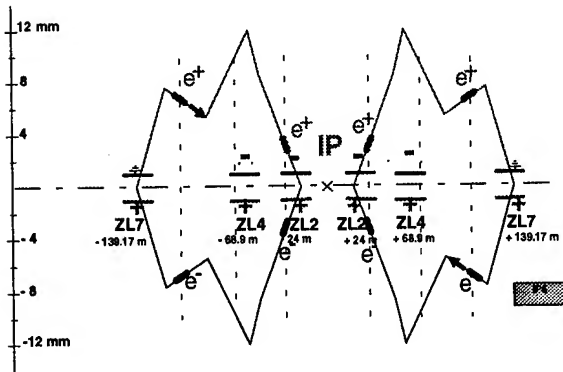 12 mm
8
4
- 4
- 8
-12 mm
e+
e+
e+
e+
IP
ZL7
- 139.17 m
ZL4
- 68.9 m
ZL2
24 m
ZL2
+ 24 m
ZL4
+ 68.9 m
ZL7
+ 139.17 m
e-
e-
e
e-